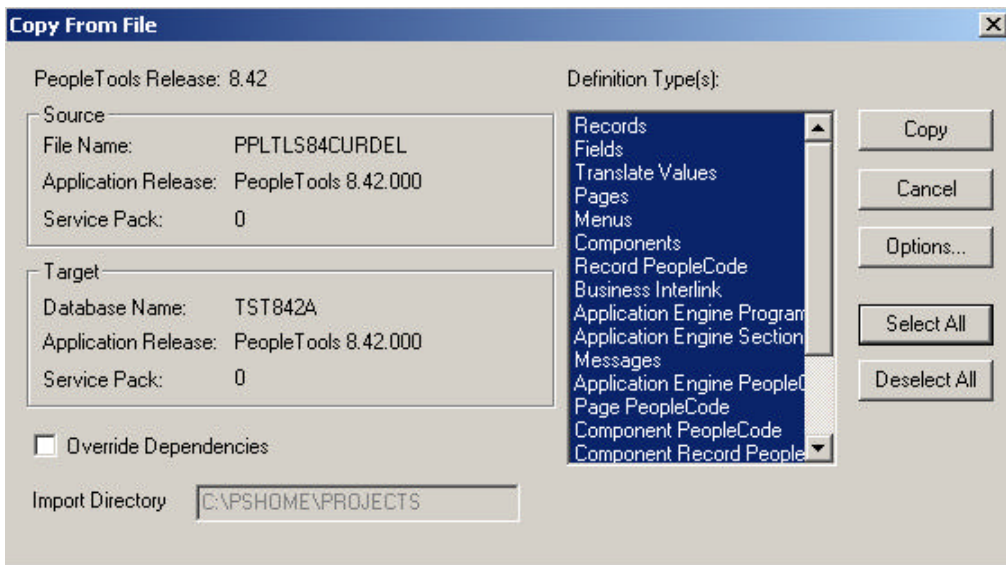 Copy From File
PeopleTools Release: 8.42
Source
File Name: PPLTLS84CURDEL
Application Release: PeopleTools 8.42.000
Service Pack: 0
Target
Database Name: TST842A
Application Release: PeopleTools 8.42.000
Service Pack: 0
Override Dependencies
Import Directory C:\PSHOME\PROJECTS
Definition Type(s):
Records
Fields
Translate Values
Pages
Menus
Components
Record PeopleCode
Business Interlink
Application Engine Program
Application Engine Section
Messages
Application Engine PeopleC
Page PeopleCode
Component PeopleCode
Component Record People
Copy
Cancel
Options...
Select All
Deselect All